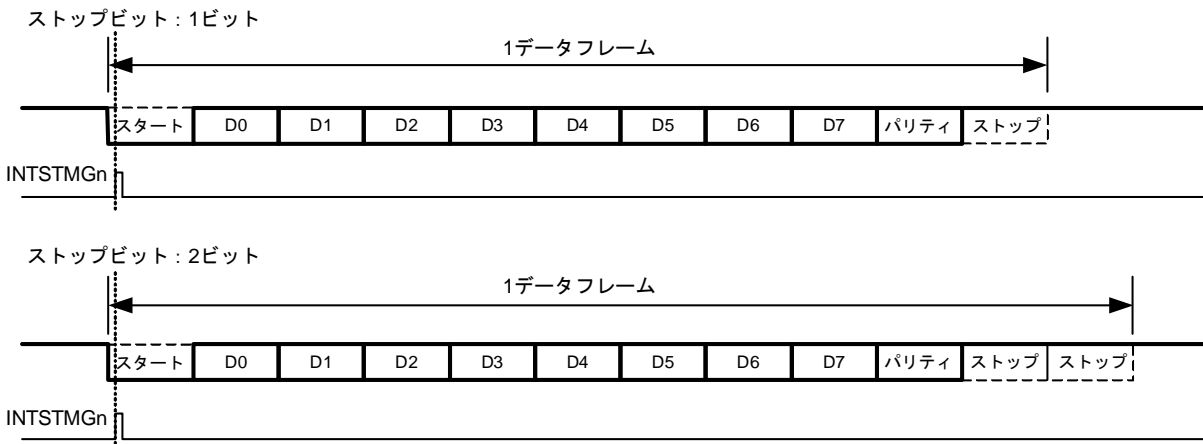 ストップビット：1ビット
1データフレーム
スタート D0 D1 D2 D3 D4 D5 D6 D7 パリティ ストップ
INTSTMGn
ストップビット：2ビット
1データフレーム
スタート D0 D1 D2 D3 D4 D5 D6 D7 パリティ ストップ ストップ
INTSTMGn